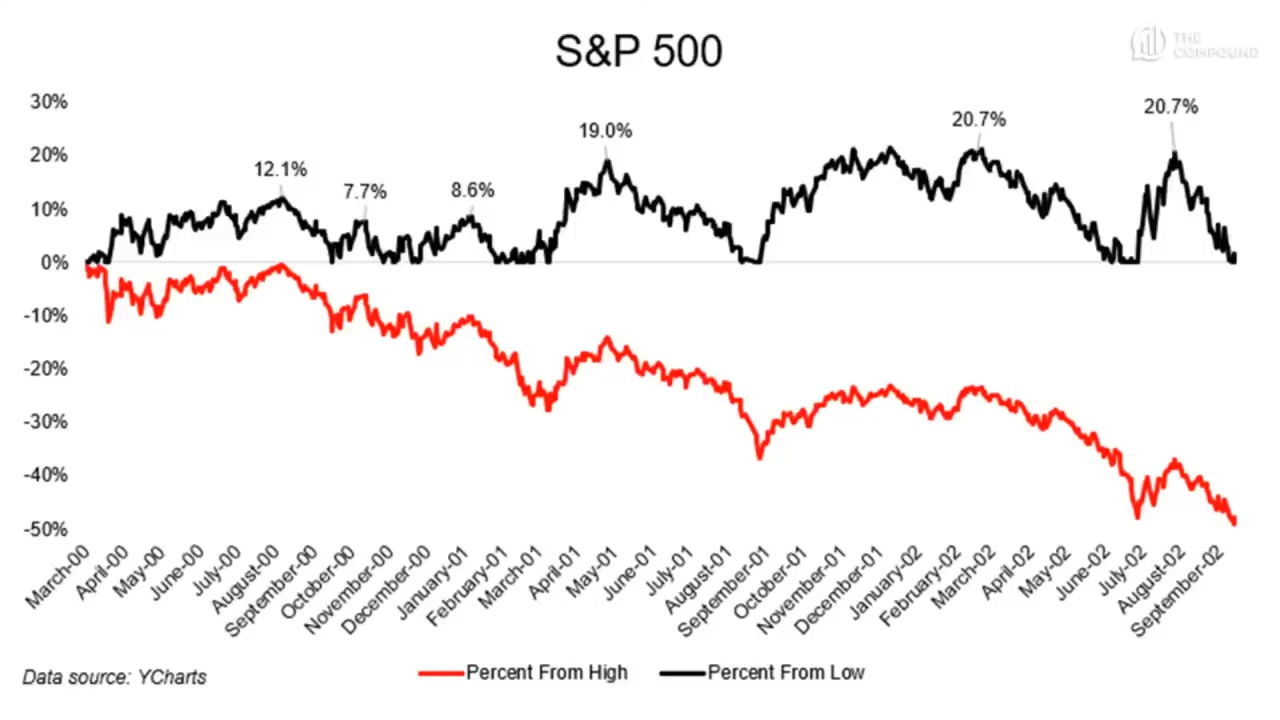 S&P 500
THE
COMPOUND
30%
20%
10%
0%
-10%
-20%
-30%
-40%
-50%
12.1%
7.7%
8.6%
19.0%
20.7%
20.7%
March-00
April-00
May-00
June-00
July-00
August-00
September-00
October-00
November-00
December-00
January-01
February-01
March-01
April-01
May-01
June-01
July-01
August-01
September-01
October-01
November-01
December-01
January-02
February-02
March-02
April-02
May-02
June-02
July-02
August-02
September-02
Data source: YCharts
Percent From High
Percent From Low